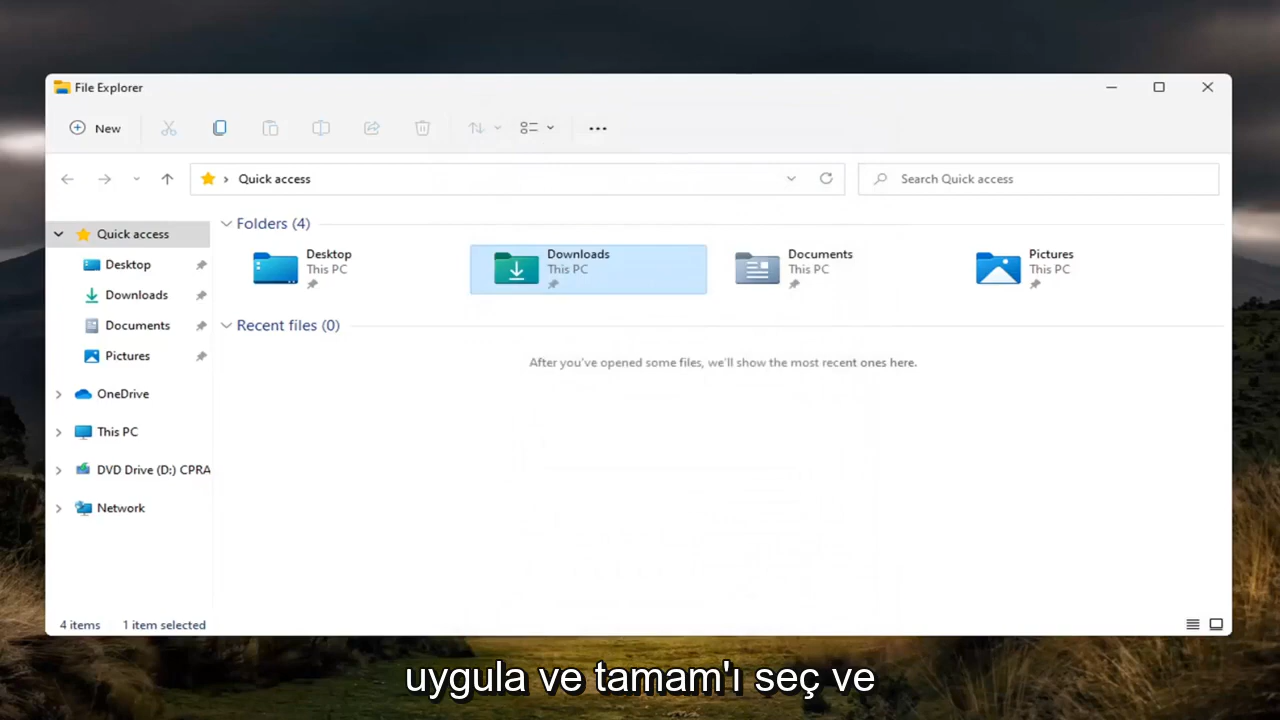 File Explorer
New
Quick access
Search Quick access
Quick access
Desktop
Downloads
Documents
Pictures
OneDrive
This PC
DVD Drive (D:) CPRA
Network
Folders (4)
Desktop
This PC
Downloads
This PC
Documents
This PC
Pictures
This PC
Recent files (0)
After you've opened some files, we'll show the most recent ones here.
4 items
1 item selected
uygula ve tamam'ı seç ve